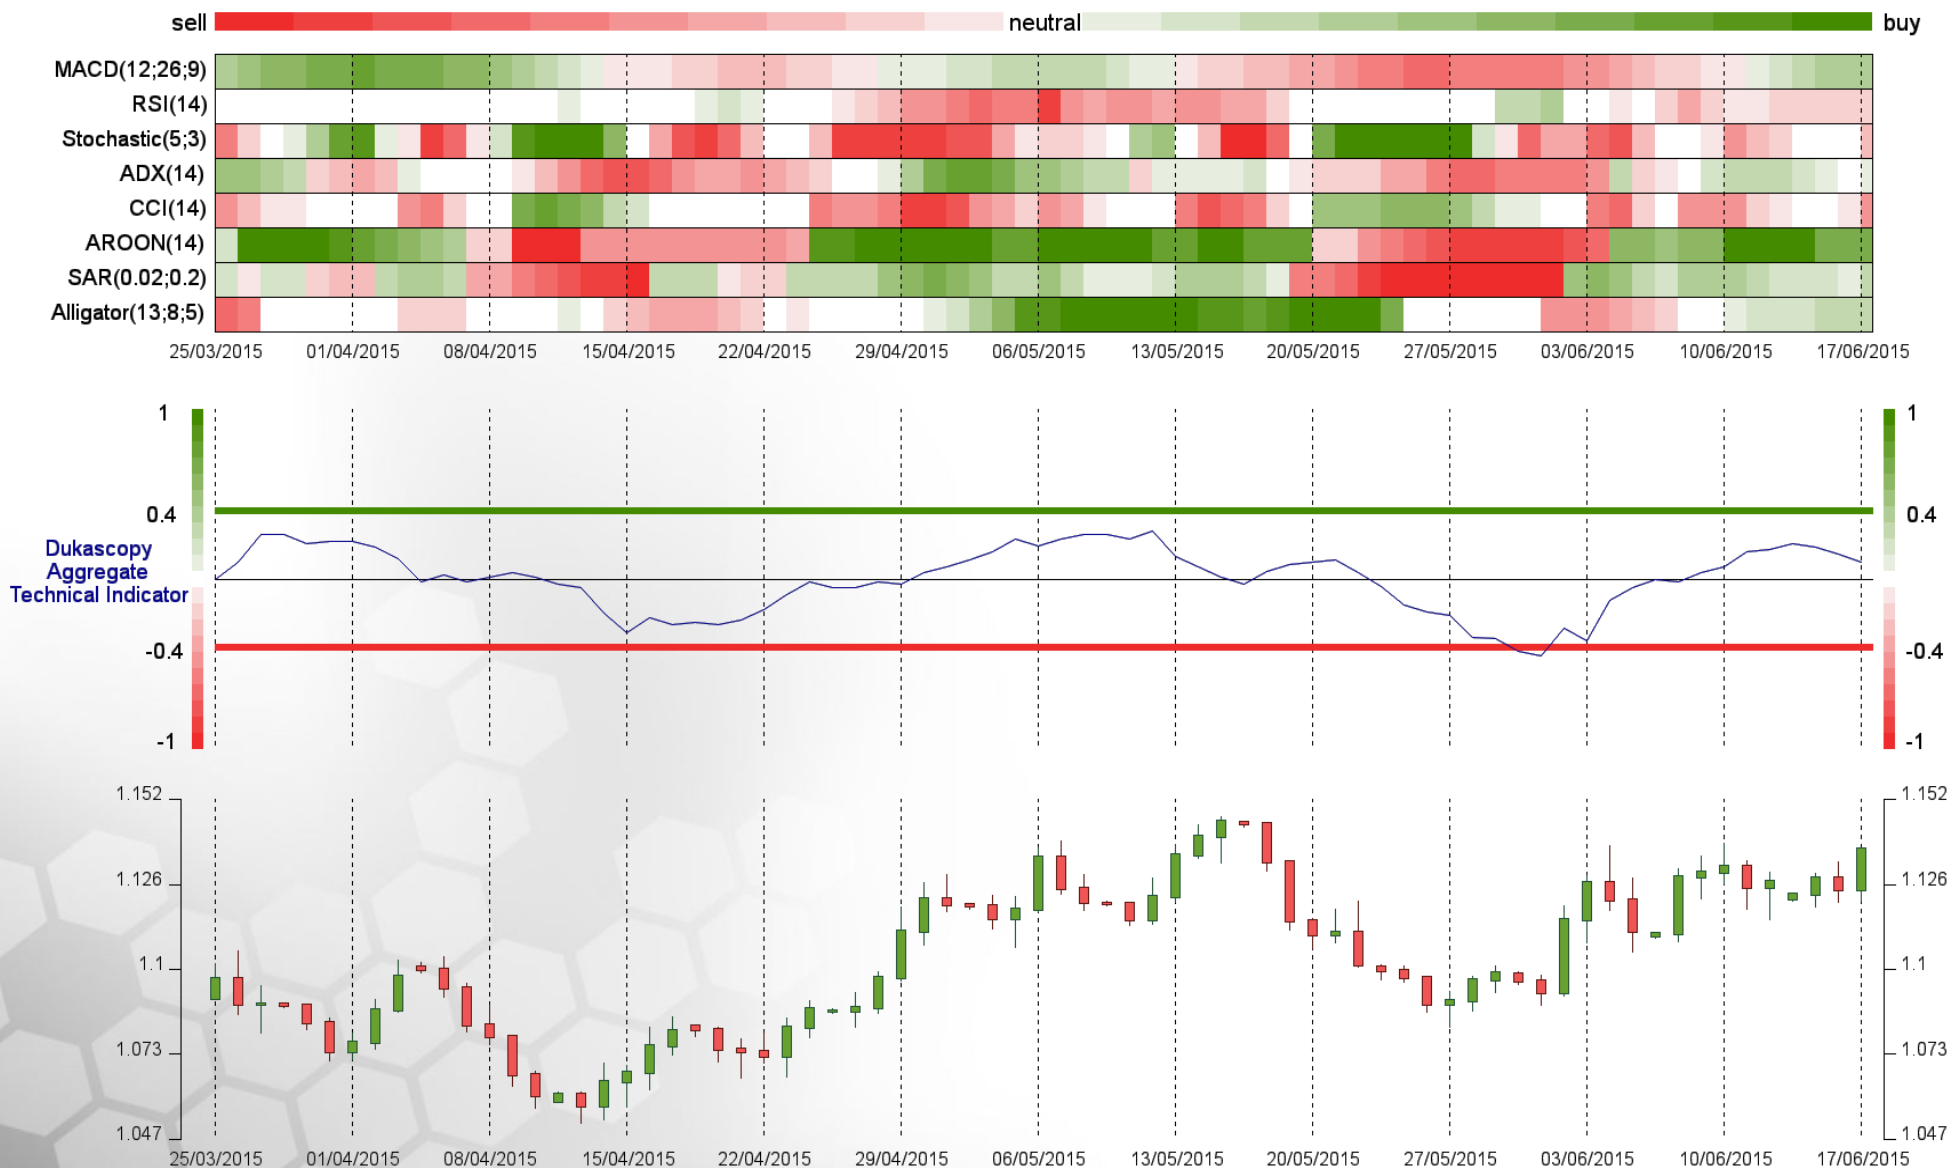 sell neutral buy
MACD(12;26;9)
RSI(14)
Stochastic(5;3)
ADX(14)
CCI(14)
AROON(14)
SAR(0.02;0.2)
Alligator(13;8;5)
25/03/2015 01/04/2015 08/04/2015 15/04/2015 22/04/2015 29/04/2015 06/05/2015 13/05/2015 20/05/2015 27/05/2015 03/06/2015 10/06/2015 17/06/2015
1 1
0.4 0.4
Dukascopy
Aggregate
Technical Indicator
-0.4 -0.4
-1 -1
1.152 1.152
1.126 1.126
1.1 1.1
1.073 1.073
1.047 1.047
25/03/2015 01/04/2015 08/04/2015 15/04/2015 22/04/2015 29/04/2015 06/05/2015 13/05/2015 20/05/2015 27/05/2015 03/06/2015 10/06/2015 17/06/2015